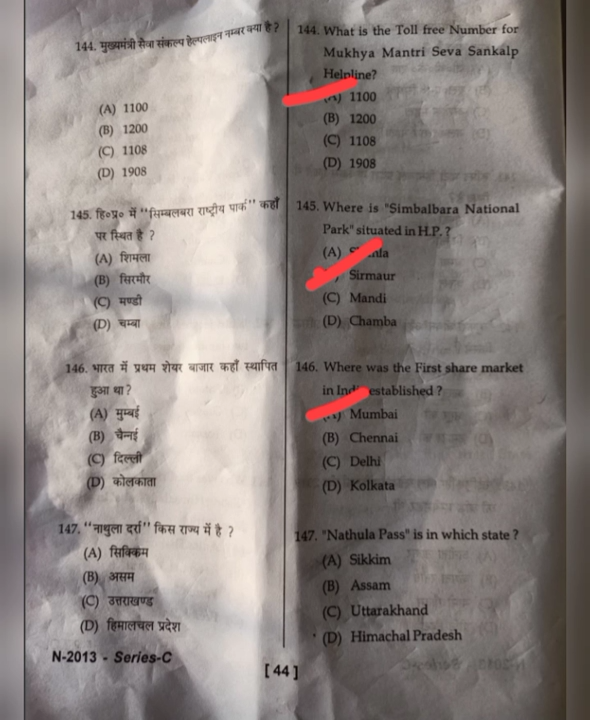 144. मुख्यमंत्री सेवा संकल्प हेल्पलाइन नम्बर क्या है ?
(A) 1100
(B) 1200
(C) 1108
(D) 1908
145. हि०प्र० में "सिम्बलबरा राष्ट्रीय पार्क" कहाँ
पर स्थित है ?
(A) शिमला
(B) सिरमौर
(C) मण्डी
(D) चम्बा
146. भारत में प्रथम शेयर बाजार कहाँ स्थापित
हुआ था ?
(A) मुम्बई
(B) चैन्नई
(C) दिल्ली
(D) कोलकाता
147. "नाथुला दर्रा" किस राज्य में है ?
(A) सिक्किम
(B) असम
(C) उत्तराखण्ड
(D) हिमालचल प्रदेश
144. What is the Toll free Number for
Mukhya Mantri Seva Sankalp
Helpline?
(A) 1100
(B) 1200
(C) 1108
(D) 1908
145. Where is "Simbalbara National
Park" situated in H.P. ?
(A)
Sirmaur
(C) Mandi
(D) Chamba
146. Where was the First share market
in established ?
(A) Mumbai
(B) Chennai
(C) Delhi
(D) Kolkata
147. "Nathula Pass" is in which state ?
(A) Sikkim
(B) Assam
(C) Uttarakhand
(D) Himachal Pradesh
N-2013 - Series-C
[ 44 ]